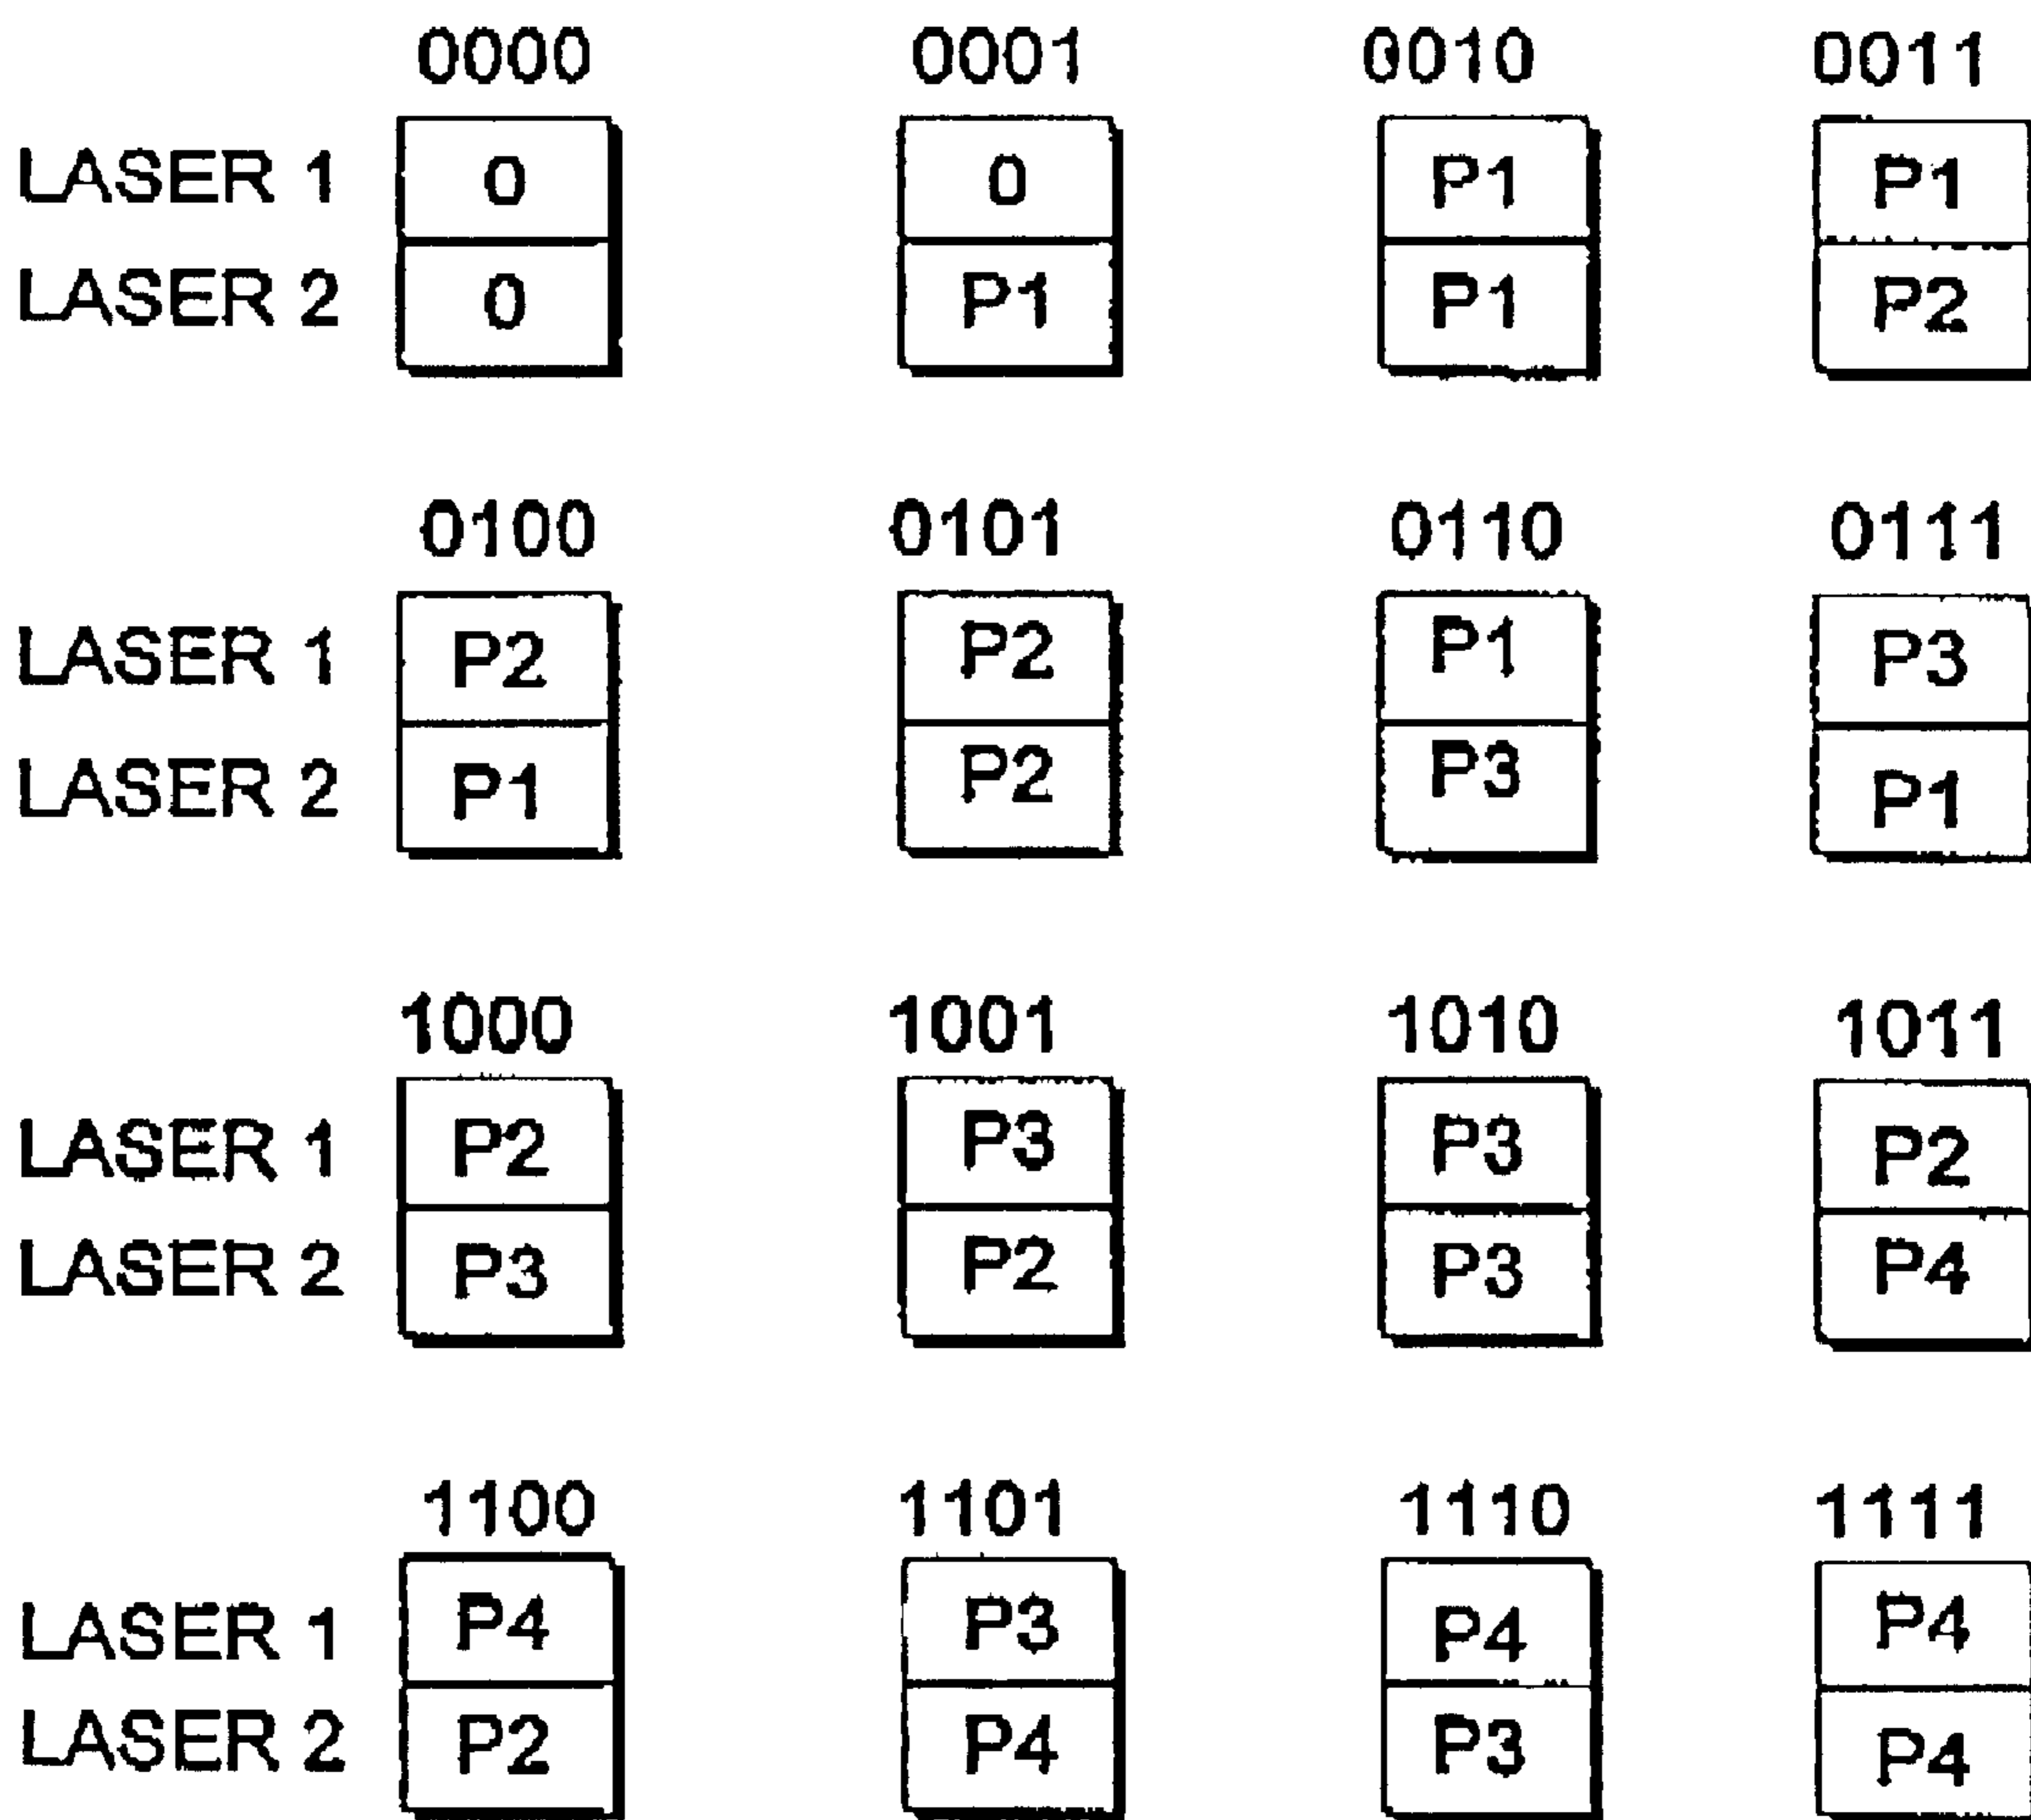 0000 0001 0010 0011
LASER 1 0 0 P1 P1
LASER 2 0 P1 P1 P2
0100 0101 0110 0111
LASER 1 P2 P2 P1 P3
LASER 2 P1 P2 P3 P1
1000 1001 1010 1011
LASER 1 P2 P3 P3 P2
LASER 2 P3 P2 P3 P4
1100 1101 1110 1111
LASER 1 P4 P3 P4 P4
LASER 2 P2 P4 P3 P4